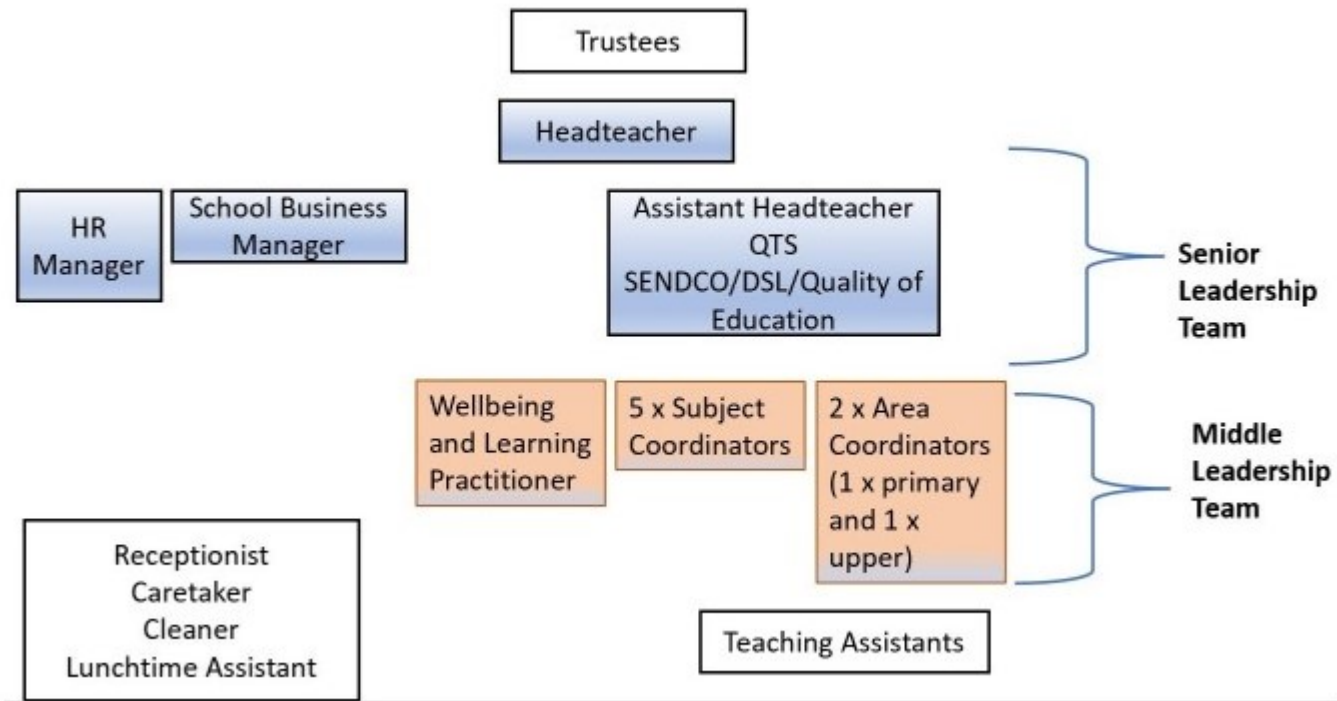 Trustees
Headteacher
HR
Manager
School Business
Manager
Assistant Headteacher
QTS
SENDCO/DSL/Quality of
Education
Senior
Leadership
Team
Wellbeing
and Learning
Practitioner
5 x Subject
Coordinators
2 x Area
Coordinators
(1 x primary
and 1 x
upper)
Middle
Leadership
Team
Receptionist
Caretaker
Cleaner
Lunchtime Assistant
Teaching Assistants